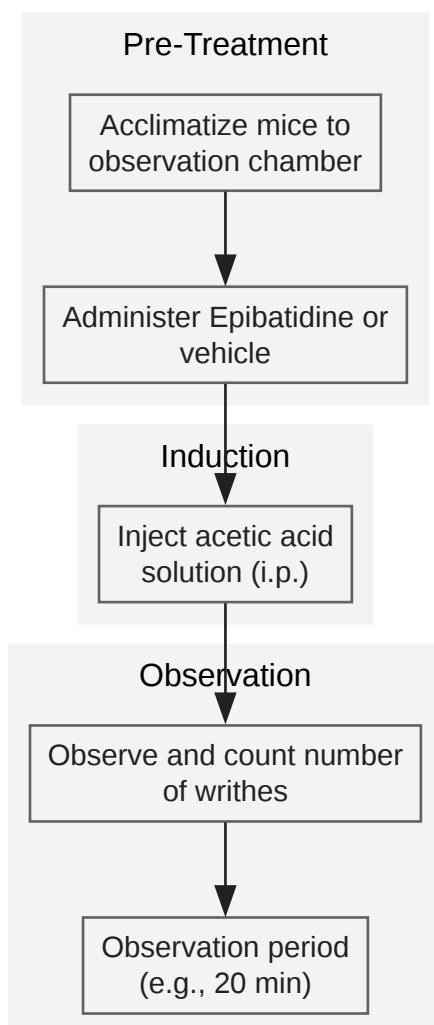 Pre-Treatment
Acclimatize mice to
observation chamber
Administer Epibatidine or
vehicle
Induction
Inject acetic acid
solution (i.p.)
Observation
Observe and count number
of writhes
Observation period
(e.g., 20 min)